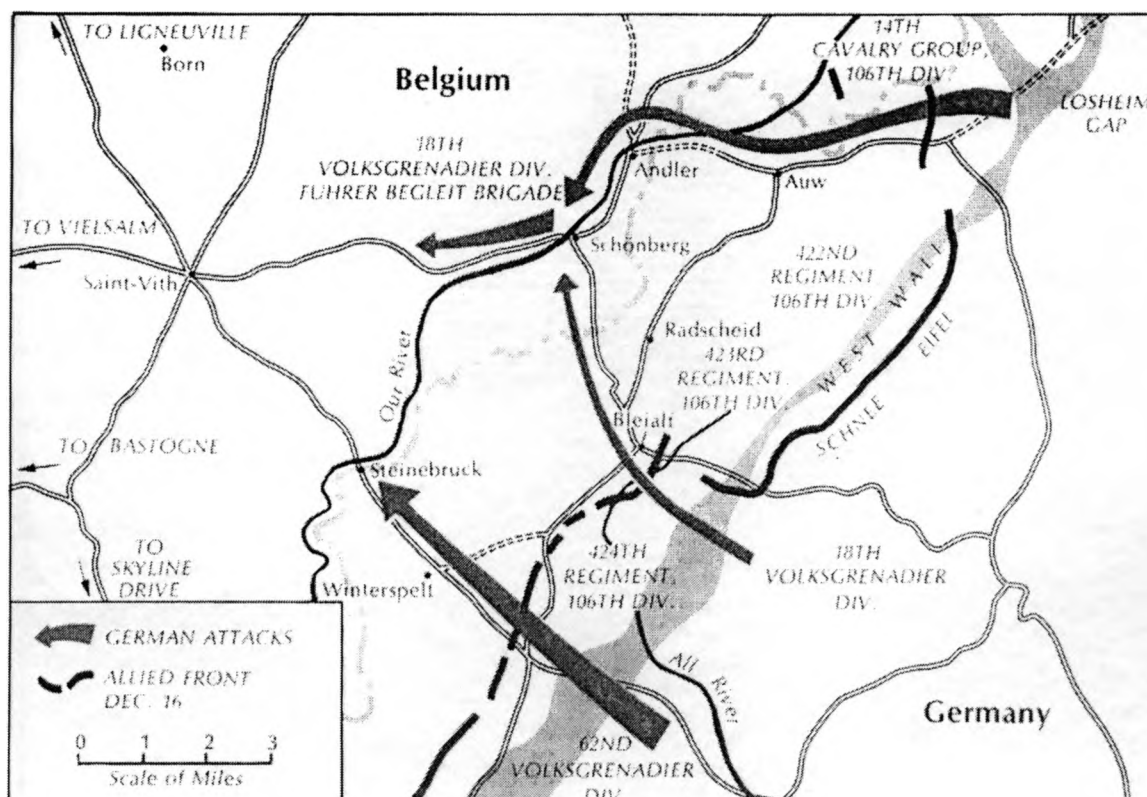 TO LIGNEUVILLE
Born
Belgium
14TH
CAVALRY GROUP,
106TH DIV.
LOSHEIM
GAP
18TH
VOLKSGRENADIER DIV.
FUHRER BEGLEIT BRIGADE
Andler
Auw
TO VIELSALM
Schönberg
Saint-Vith
422ND
REGIMENT
106TH DIV.
WEST WALL
SCHNEE EIFEL
Radscheid
423RD
REGIMENT,
106TH DIV.
Our River
Bleialf
TO BASTOGNE
Steinebruck
TO
SKYLINE
DRIVE
Winterspelt
424TH
REGIMENT,
106TH DIV.
18TH
VOLKSGRENADIER
DIV.
Alf River
Germany
62ND
VOLKSGRENADIER
DIV.
GERMAN ATTACKS
ALLIED FRONT
DEC. 16
0 1 2 3
Scale of Miles